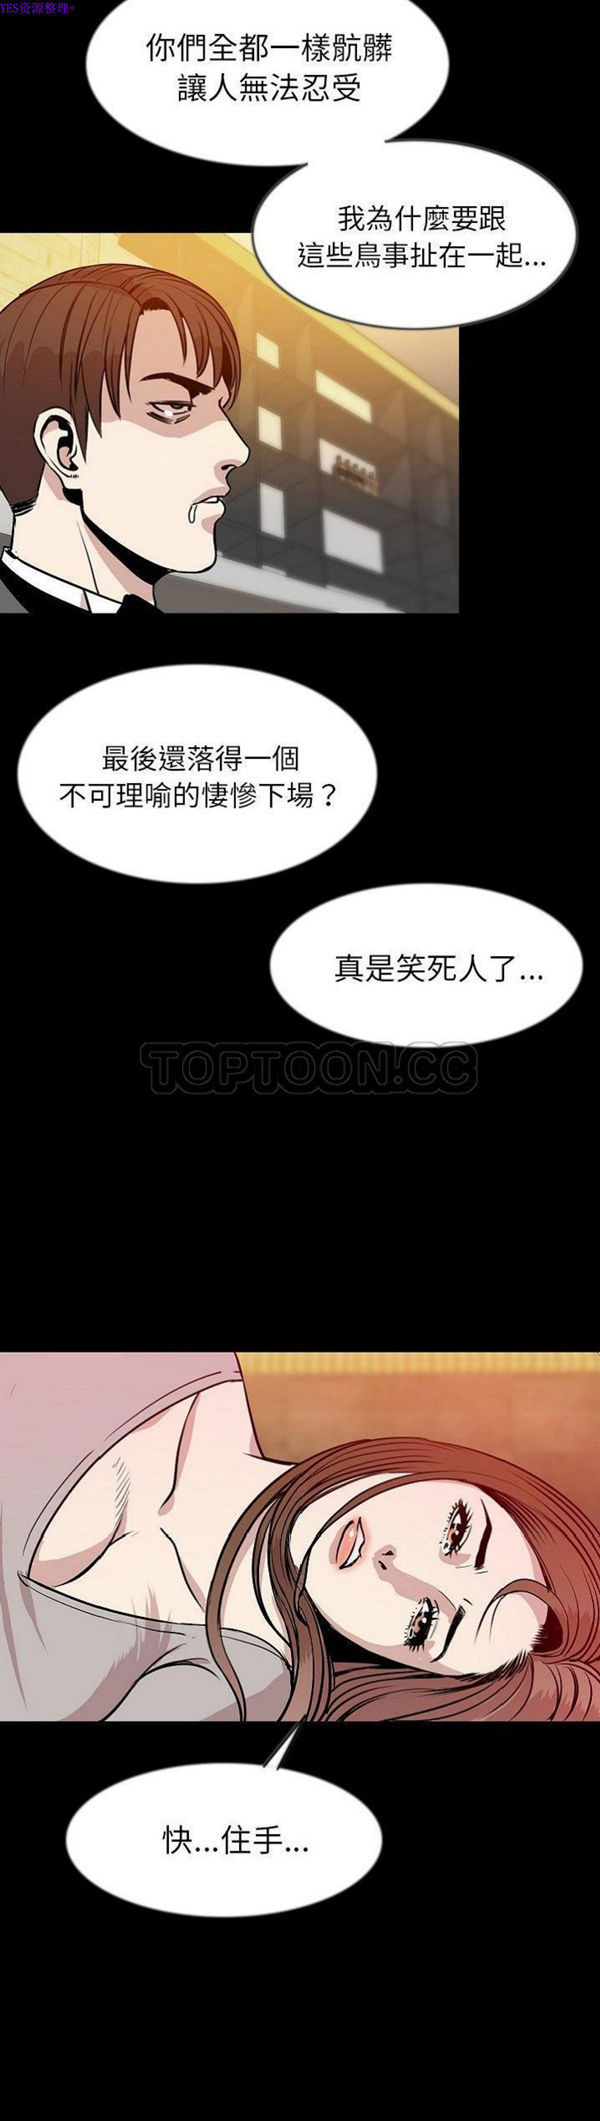 YES资源整理+
你們全都一樣骯髒
讓人無法忍受
我為什麼要跟
這些鳥事扯在一起...
最後還落得一個
不可理喻的悽慘下場？
真是笑死人了...
TOPTOON.CC
快...住手...